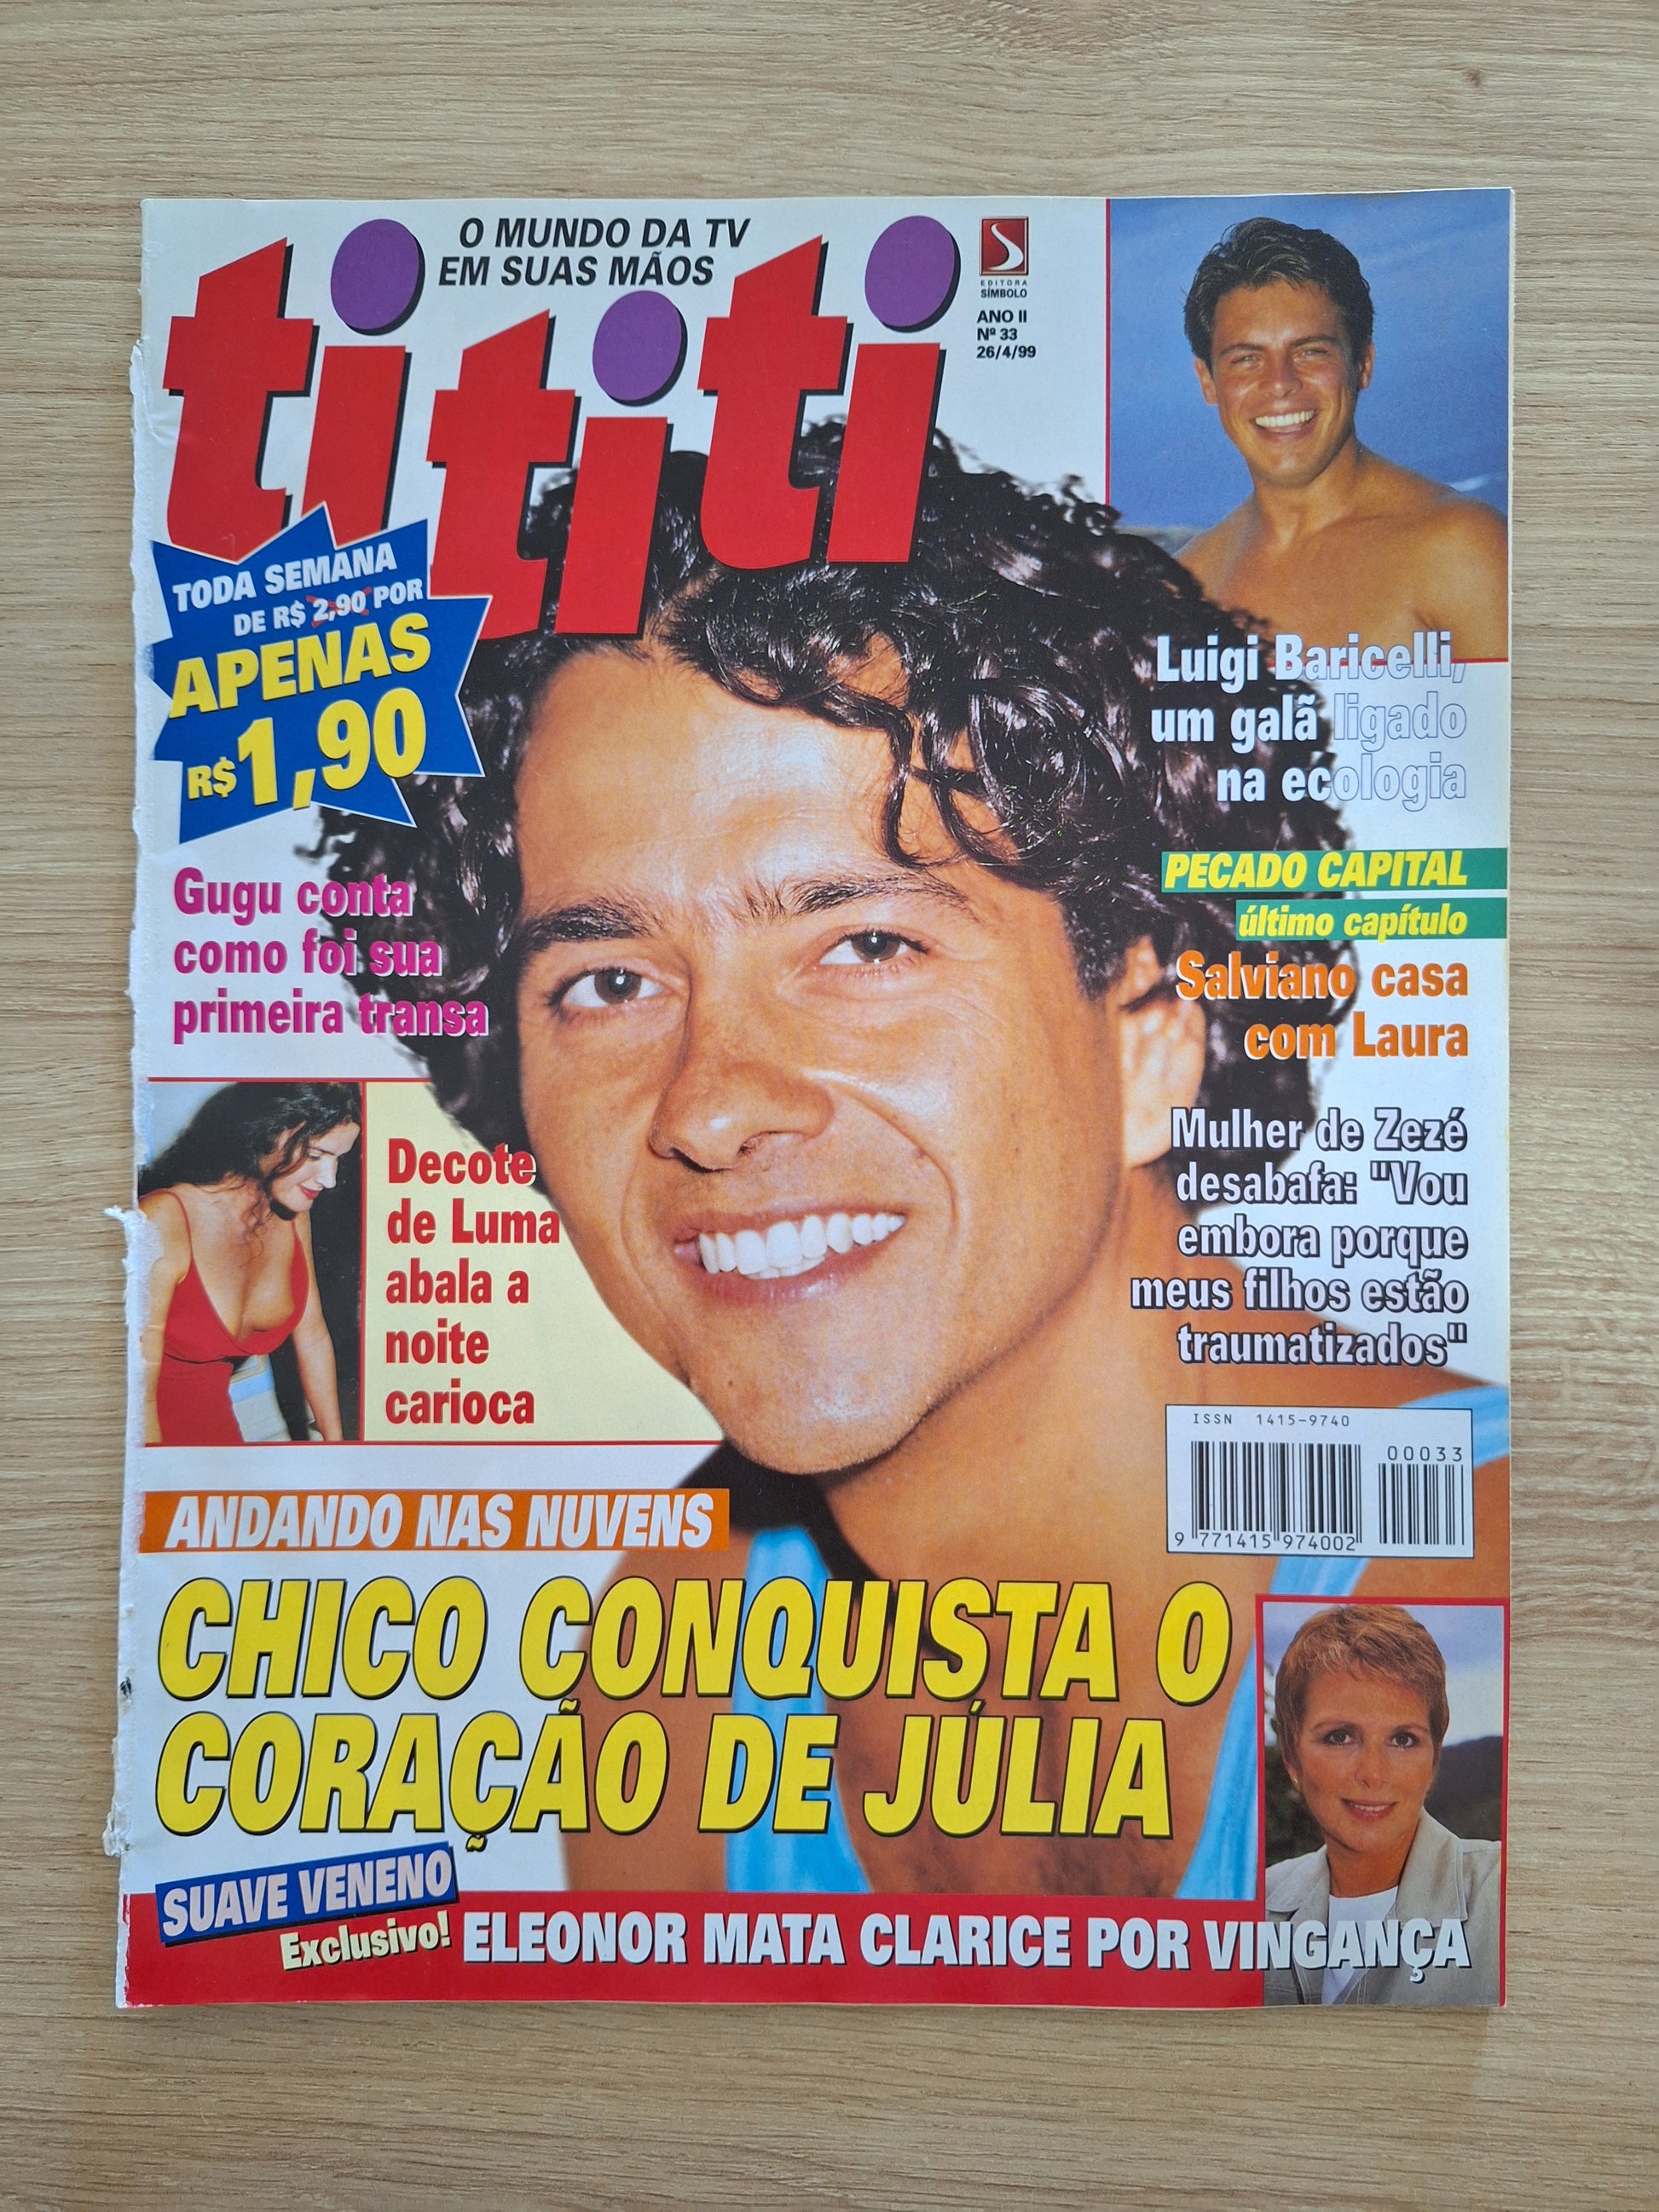 O MUNDO DA TV
EM SUAS MÃOS
tititi
EDITORA
SÍMBOLO
ANO II
Nº 33
26/4/99
TODA SEMANA
DE R$ 2,90 POR
APENAS
R$1,90
Luigi Baricelli,
um galã ligado
na ecologia
Gugu conta
como foi sua
primeira transa
PECADO CAPITAL
último capítulo
Salviano casa
com Laura
Decote
de Luma
abala a
noite
carioca
Mulher de Zezé
desabafa: "Vou
embora porque
meus filhos estão
traumatizados"
ISSN 1415-9740
00033
9 771415 974002
ANDANDO NAS NUVENS
CHICO CONQUISTA O
CORAÇÃO DE JÚLIA
SUAVE VENENO
Exclusivo! ELEONOR MATA CLARICE POR VINGANÇA